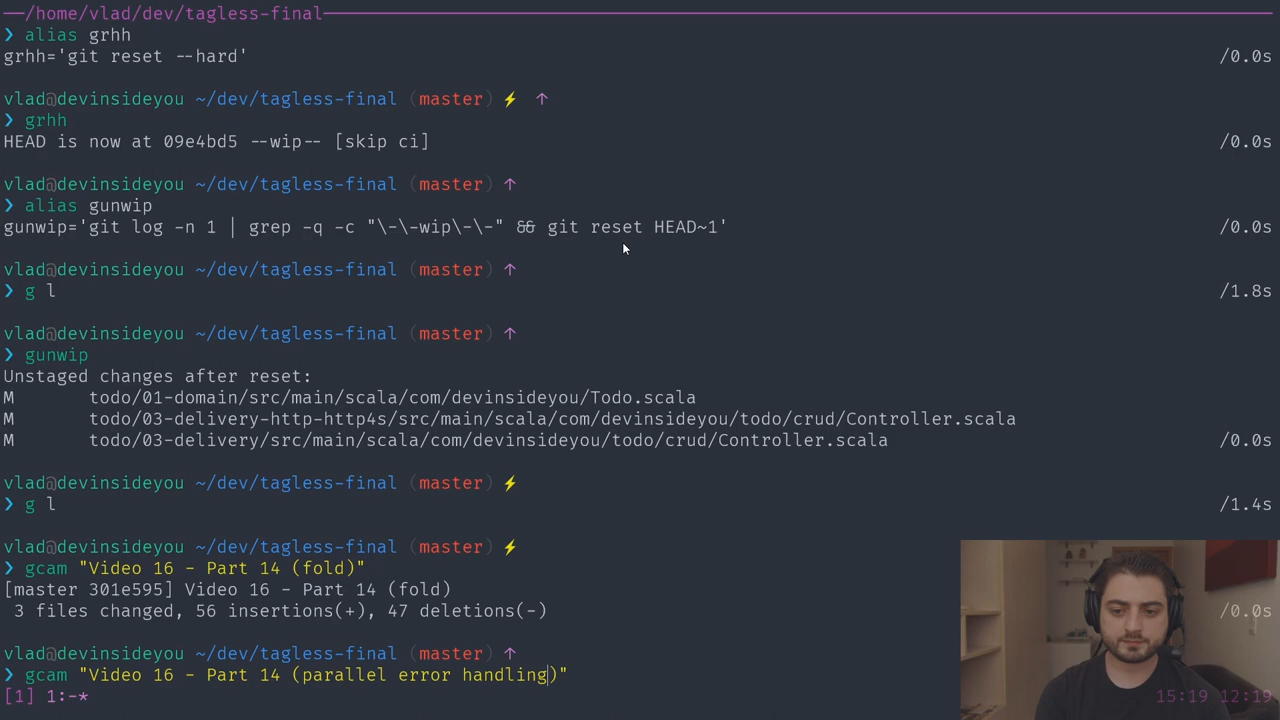 /home/vlad/dev/tagless-final
❯ alias grhh
grhh='git reset --hard' /0.0s
vlad@devinsideyou ~/dev/tagless-final (master) ⚡ ↑
❯ grhh
HEAD is now at 09e4bd5 --wip-- [skip ci] /0.0s
vlad@devinsideyou ~/dev/tagless-final (master) ↑
❯ alias gunwip
gunwip='git log -n 1 | grep -q -c "\-\-wip\-\-" && git reset HEAD~1' /0.0s
vlad@devinsideyou ~/dev/tagless-final (master) ↑
❯ g l /1.8s
vlad@devinsideyou ~/dev/tagless-final (master) ↑
❯ gunwip
Unstaged changes after reset:
M todo/01-domain/src/main/scala/com/devinsideyou/Todo.scala
M todo/03-delivery-http-http4s/src/main/scala/com/devinsideyou/todo/crud/Controller.scala
M todo/03-delivery/src/main/scala/com/devinsideyou/todo/crud/Controller.scala /0.0s
vlad@devinsideyou ~/dev/tagless-final (master) ⚡
❯ g l /1.4s
vlad@devinsideyou ~/dev/tagless-final (master) ⚡
❯ gcam "Video 16 - Part 14 (fold)"
[master 301e595] Video 16 - Part 14 (fold)
3 files changed, 56 insertions(+), 47 deletions(-) /0.0s
vlad@devinsideyou ~/dev/tagless-final (master) ↑
❯ gcam "Video 16 - Part 14 (parallel error handling)"
[1] 1:-* 15:19 12:19